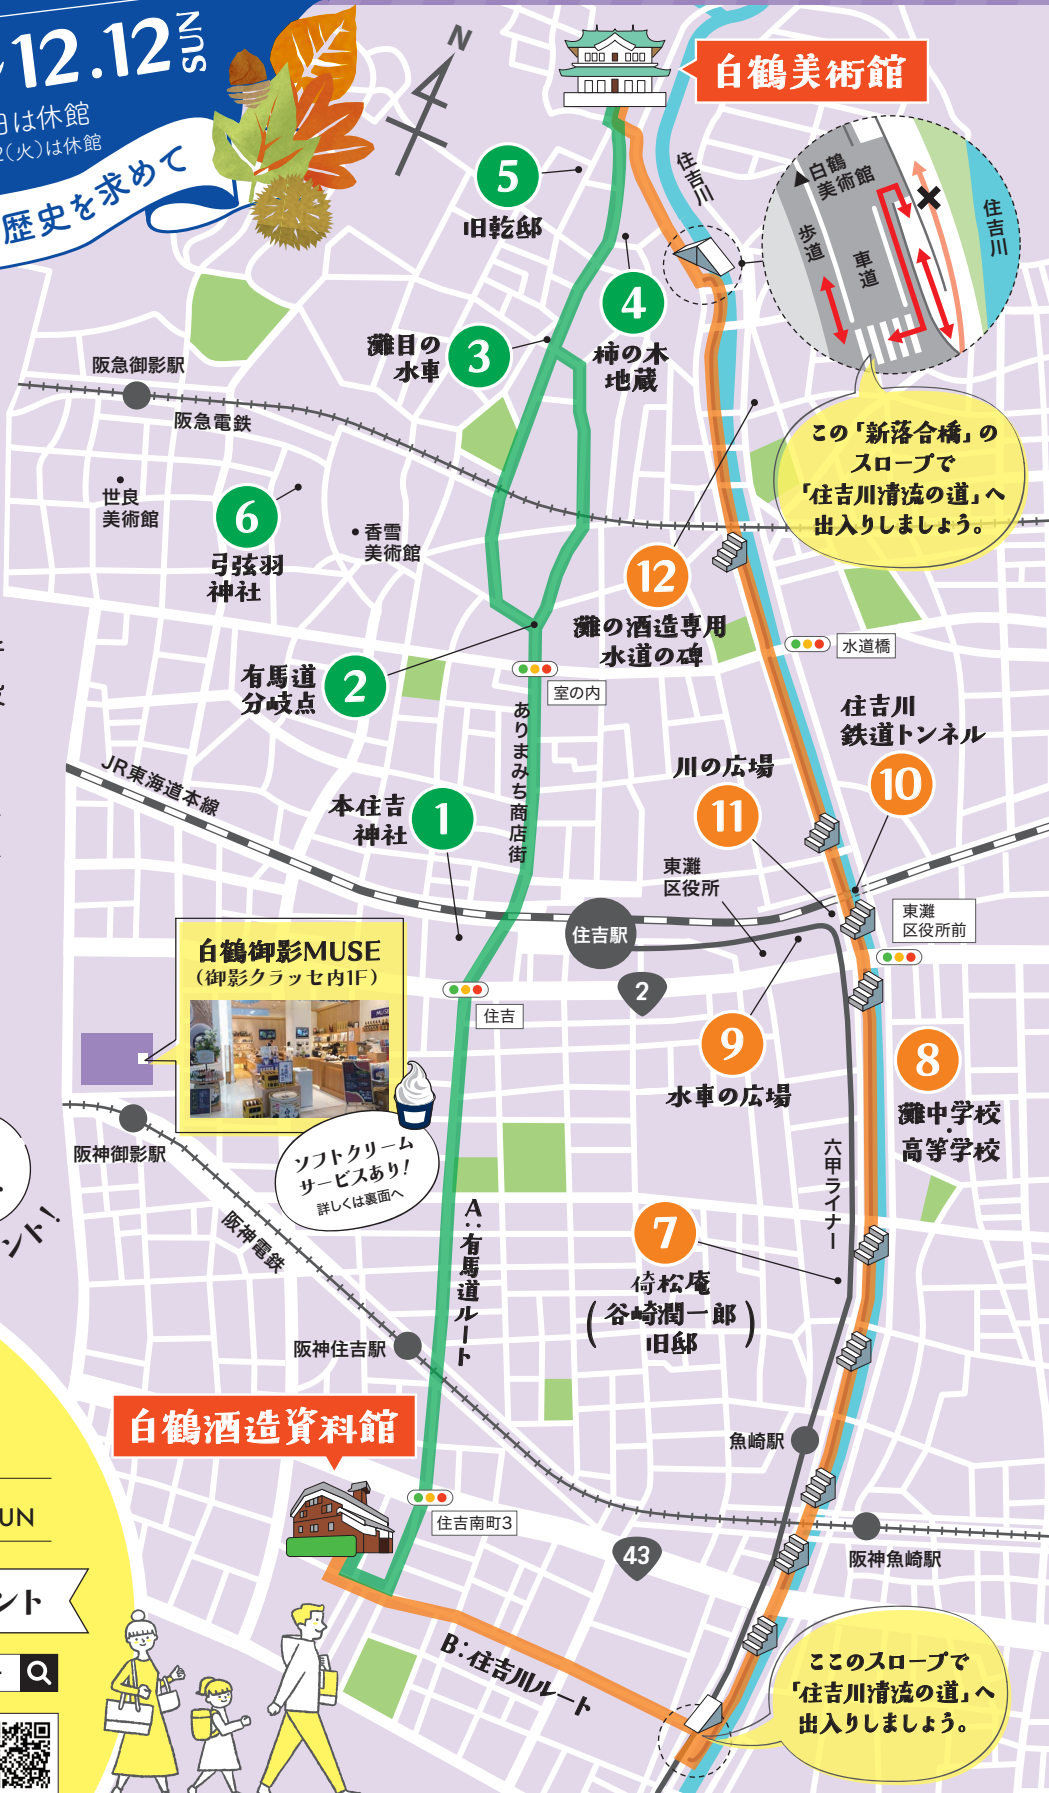 12.12 SUN
日は休館
2(火)は休館
歴史を求めて
N
白鶴美術館
住吉川
▲白鶴
美術館
歩道
車道
住吉川
この「新落合橋」の
スロープで
「住吉川清流の道」へ
出入りしましょう。
5
旧乾邸
4
柿の木
地蔵
灘目の
水車
3
阪急御影駅
阪急電鉄
世良
美術館
6
弓弦羽
神社
香雪
美術館
12
灘の酒造専用
水道の碑
水道橋
有馬道
分岐点
2
室の内
ありまみち商店街
住吉川
鉄道トンネル
10
川の広場
11
JR東海道本線
本住吉
神社
1
東灘
区役所
東灘
区役所前
住吉駅
2
白鶴御影MUSE
(御影クラッセ内1F)
住吉
9
水車の広場
8
灘中学校
・
高等学校
阪神御影駅
ソフトクリーム
サービスあり!
詳しくは裏面へ
阪神電鉄
A:有馬道ルート
六甲ライナー
7
倚松庵
(谷崎潤一郎
旧邸)
ント!
阪神住吉駅
白鶴酒造資料館
魚崎駅
住吉南町3
43
阪神魚崎駅
UN
ント
B:住吉川ルート
ここのスロープで
「住吉川清流の道」へ
出入りしましょう。